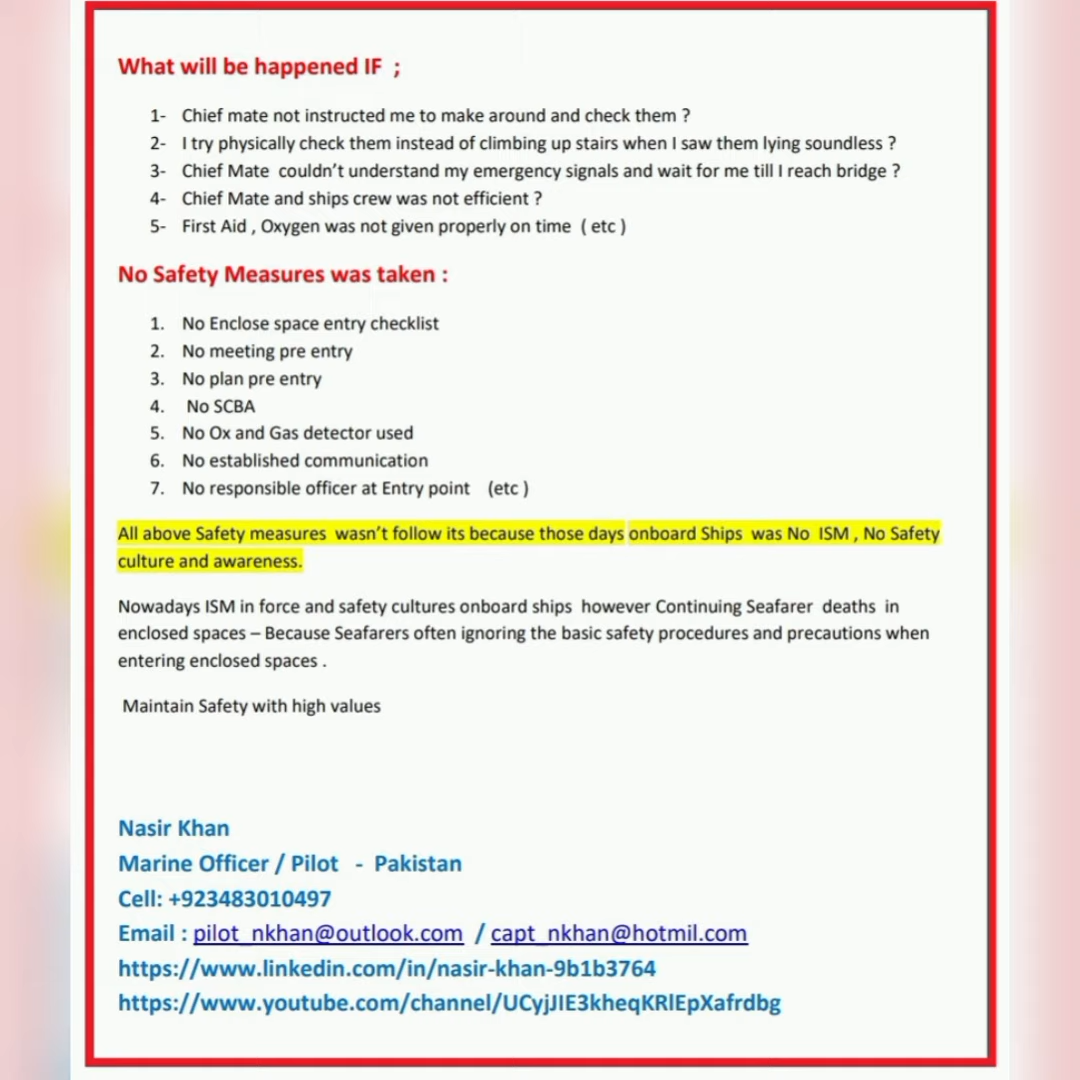 What will be happened IF ;
1- Chief mate not instructed me to make around and check them ?
2- I try physically check them instead of climbing up stairs when I saw them lying soundless ?
3- Chief Mate couldn't understand my emergency signals and wait for me till I reach bridge ?
4- Chief Mate and ships crew was not efficient ?
5- First Aid , Oxygen was not given properly on time ( etc )
No Safety Measures was taken :
1. No Enclose space entry checklist
2. No meeting pre entry
3. No plan pre entry
4. No SCBA
5. No Ox and Gas detector used
6. No established communication
7. No responsible officer at Entry point (etc )
All above Safety measures wasn't follow its because those days onboard Ships was No ISM , No Safety
culture and awareness.
Nowadays ISM in force and safety cultures onboard ships however Continuing Seafarer deaths in
enclosed spaces – Because Seafarers often ignoring the basic safety procedures and precautions when
entering enclosed spaces .
Maintain Safety with high values
Nasir Khan
Marine Officer / Pilot - Pakistan
Cell: +923483010497
Email : pilot_nkhan@outlook.com / capt_nkhan@hotmil.com
https://www.linkedin.com/in/nasir-khan-9b1b3764
https://www.youtube.com/channel/UCyjJIE3kheqKRlEpXafrdbg